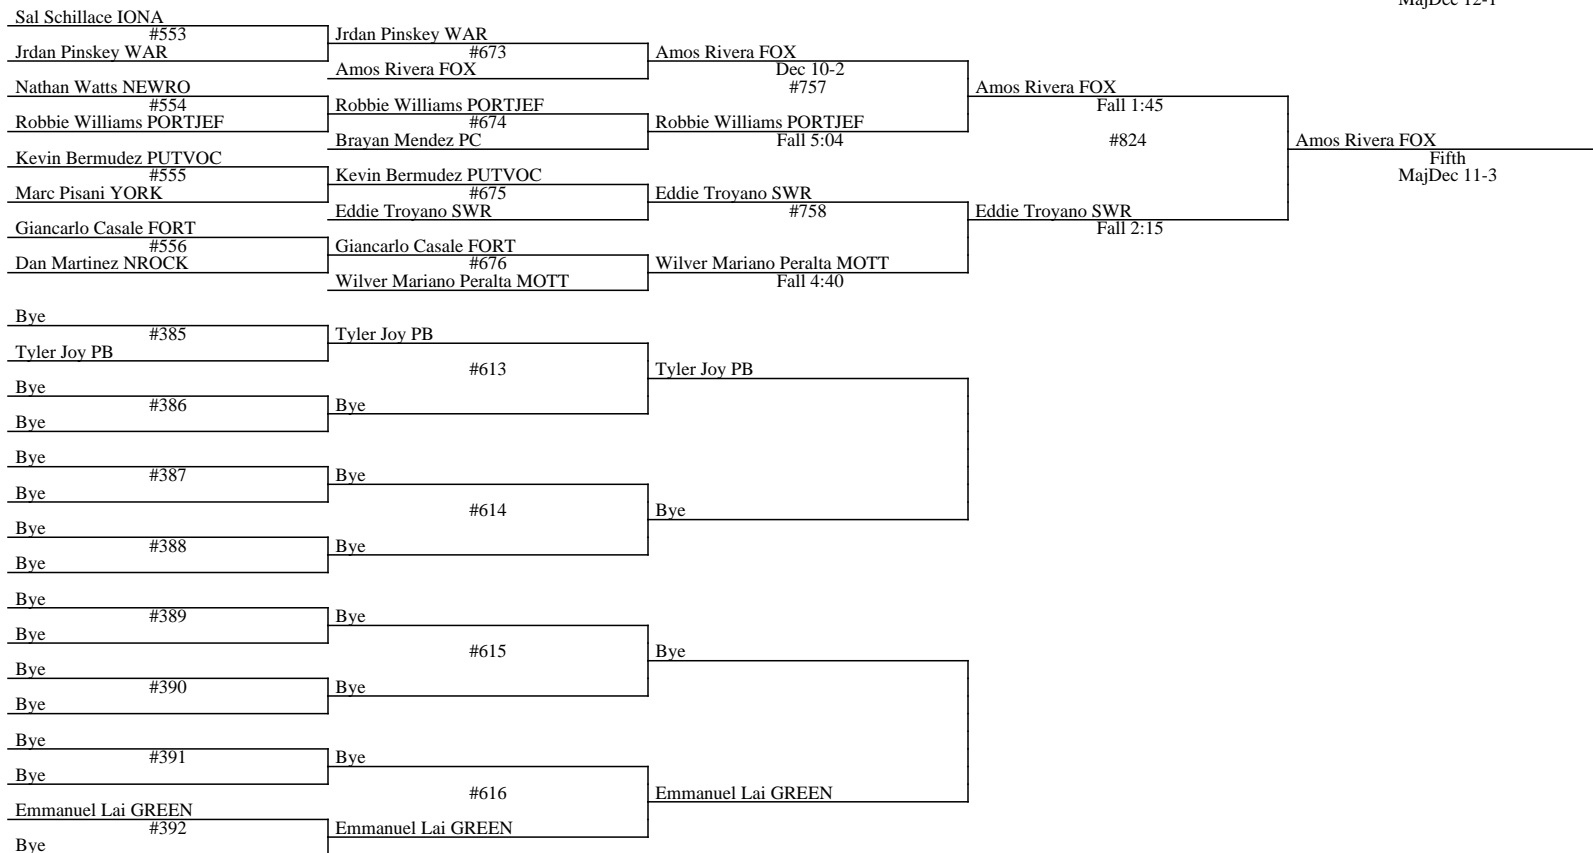 MajDec 12-1
Sal Schillace IONA
#553
Jrdan Pinskey WAR
Jrdan Pinskey WAR
#673
Amos Rivera FOX
Amos Rivera FOX
Dec 10-2
#757
Nathan Watts NEWRO
#554
Robbie Williams PORTJEF
Robbie Williams PORTJEF
#674
Brayan Mendez PC
Robbie Williams PORTJEF
Fall 5:04
Amos Rivera FOX
Fall 1:45
#824
Amos Rivera FOX
Fifth
MajDec 11-3
Kevin Bermudez PUTVOC
#555
Marc Pisani YORK
Kevin Bermudez PUTVOC
#675
Eddie Troyano SWR
Eddie Troyano SWR
#758
Eddie Troyano SWR
Fall 2:15
Giancarlo Casale FORT
#556
Dan Martinez NROCK
Giancarlo Casale FORT
#676
Wilver Mariano Peralta MOTT
Wilver Mariano Peralta MOTT
Fall 4:40
Bye
#385
Tyler Joy PB
Tyler Joy PB
#613
Tyler Joy PB
Bye
#386
Bye
Bye
Bye
#387
Bye
Bye
#614
Bye
Bye
#388
Bye
Bye
Bye
#389
Bye
Bye
#615
Bye
Bye
#390
Bye
Bye
Bye
#391
Bye
Bye
#616
Emmanuel Lai GREEN
Emmanuel Lai GREEN
#392
Bye
Emmanuel Lai GREEN